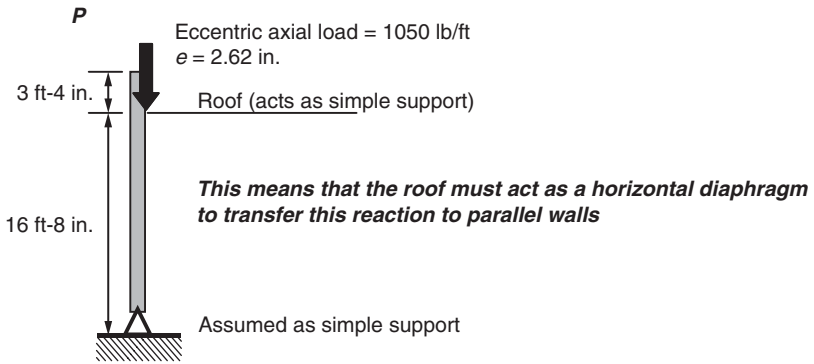 P
Eccentric axial load = 1050 lb/ft
e = 2.62 in.
3 ft-4 in.
Roof (acts as simple support)
This means that the roof must act as a horizontal diaphragm
to transfer this reaction to parallel walls
16 ft-8 in.
Assumed as simple support